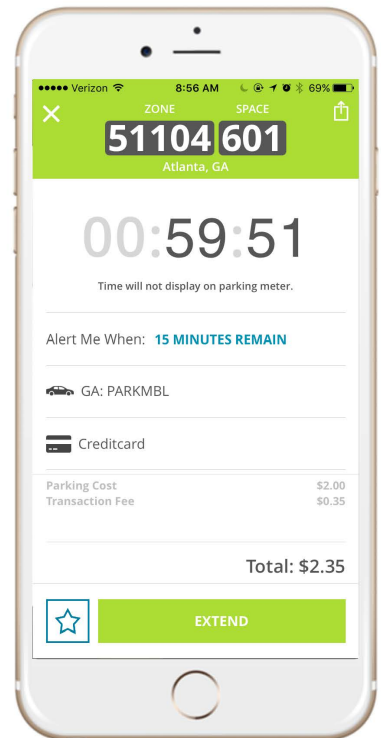 Verizon 8:56 AM 69%
ZONE SPACE
51104 601
Atlanta, GA
00:59:51
Time will not display on parking meter.
Alert Me When: 15 MINUTES REMAIN
GA: PARKMBL
Creditcard
Parking Cost $2.00
Transaction Fee $0.35
Total: $2.35
EXTEND